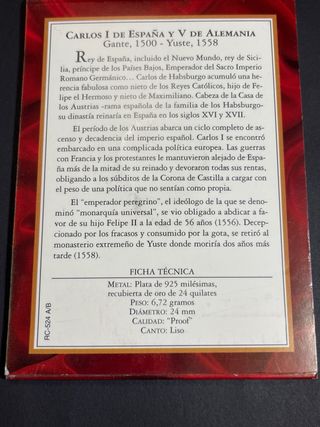 Carlos I de España y V de Alemania
Gante, 1500 - Yuste, 1558
Rey de España, incluido el Nuevo Mundo, rey de Sici-
lia, príncipe de los Países Bajos, Emperador del Sacro Imperio
Romano Germánico... Carlos de Habsburgo acumuló una he-
rencia fabulosa como nieto de los Reyes Católicos, hijo de Fe-
lipe el Hermoso y nieto de Maximiliano. Cabeza de la Casa de
los Austrias -rama española de la familia de los Habsburgo-
su dinastía reinaría en España en los siglos XVI y XVII.
El período de los Austrias abarca un ciclo completo de as-
censo y decadencia del imperio español. Carlos I se encontró
embarcado en una complicada política europea. Las guerras
con Francia y los protestantes le mantuvieron alejado de Espa-
ña más de la mitad de su reinado y devoraron todas sus rentas,
obligando a los súbditos de la Corona de Castilla a cargar con
el peso de una política que no sentían como propia.
El "emperador peregrino", el ideólogo de la que se deno-
minó "monarquía universal", se vio obligado a abdicar a fa-
vor de su hijo Felipe II a la edad de 56 años (1556). Decep-
cionado por los fracasos y consumido por la gota, se retiró al
monasterio extremeño de Yuste donde moriría dos años más
tarde (1558).
FICHA TÉCNICA
Metal: Plata de 925 milésimas,
recubierta de oro de 24 quilates
Peso: 6,72 gramos
Diámetro: 24 mm
Calidad: "Proof"
Canto: Liso
RC-524 A/B